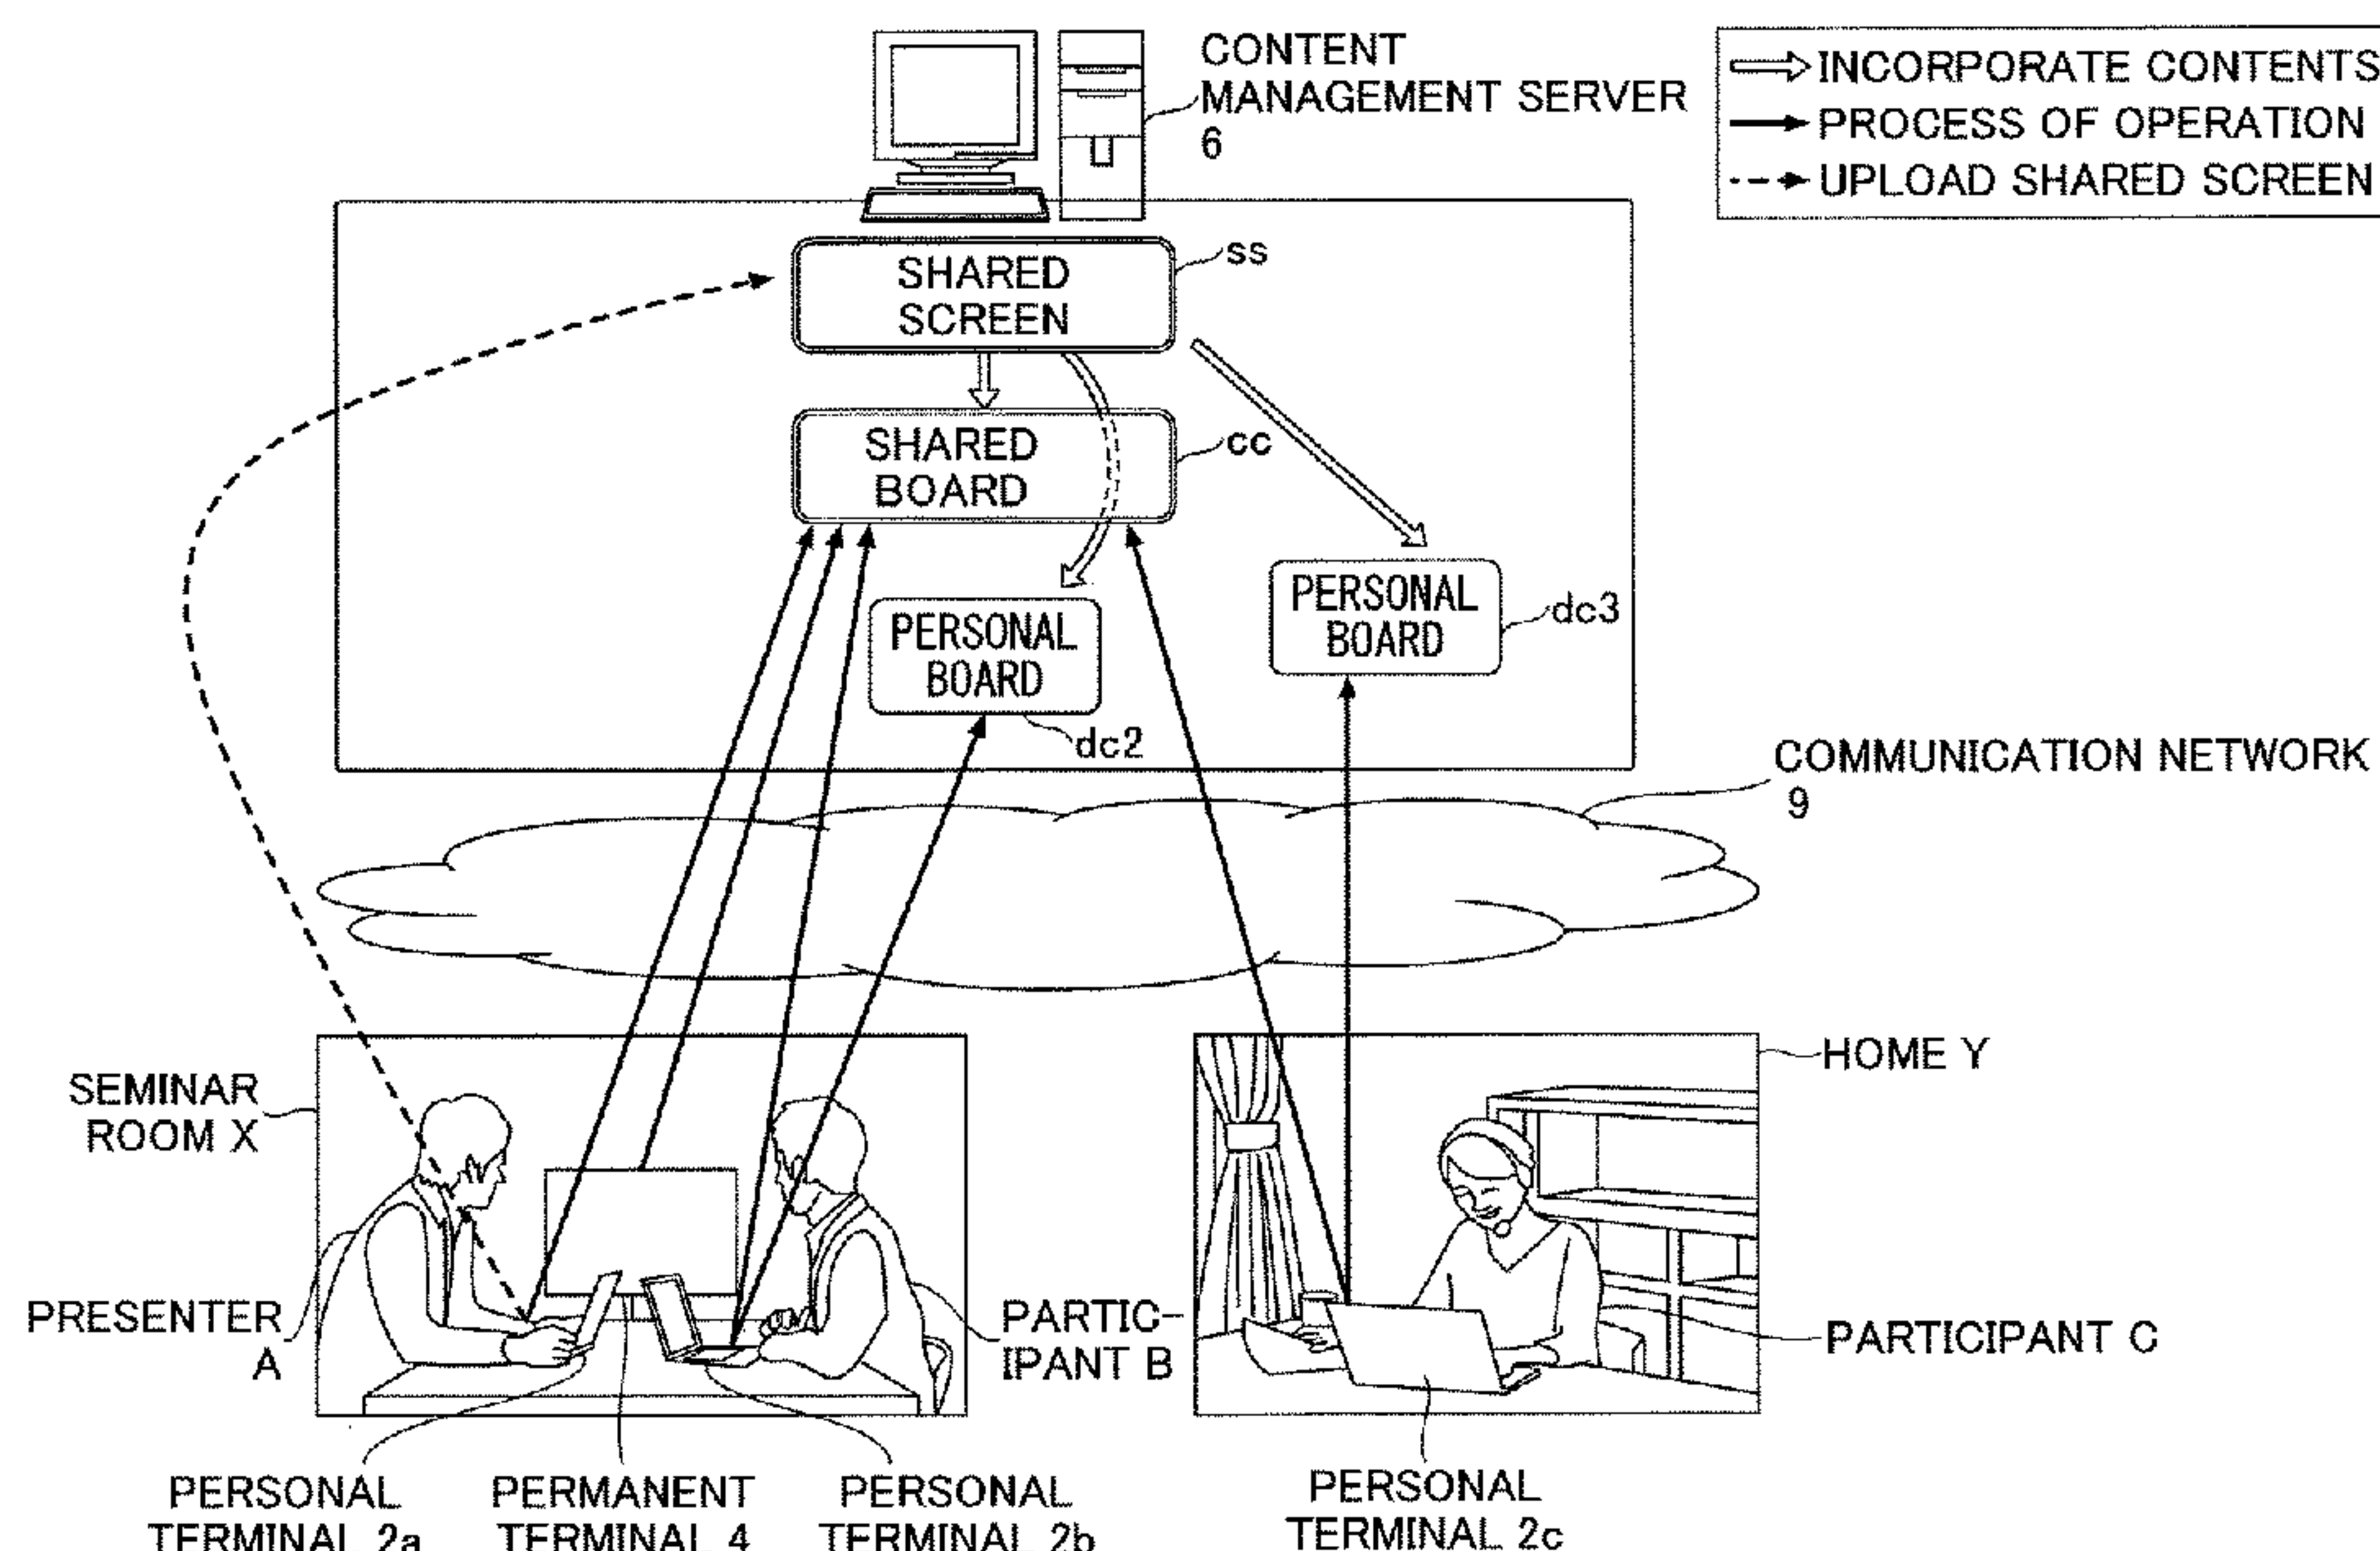 CONTENT
MANAGEMENT SERVER
6
INCORPORATE CONTENTS
PROCESS OF OPERATION
UPLOAD SHARED SCREEN
SHARED
SCREEN
ss
SHARED
BOARD
cc
PERSONAL
BOARD
dc2
PERSONAL
BOARD
dc3
COMMUNICATION NETWORK
9
SEMINAR
ROOM X
HOME Y
PRESENTER
A
PARTIC-
IPANT B
PARTICIPANT C
PERSONAL
TERMINAL 2a
PERMANENT
TERMINAL 4
PERSONAL
TERMINAL 2b
PERSONAL
TERMINAL 2c